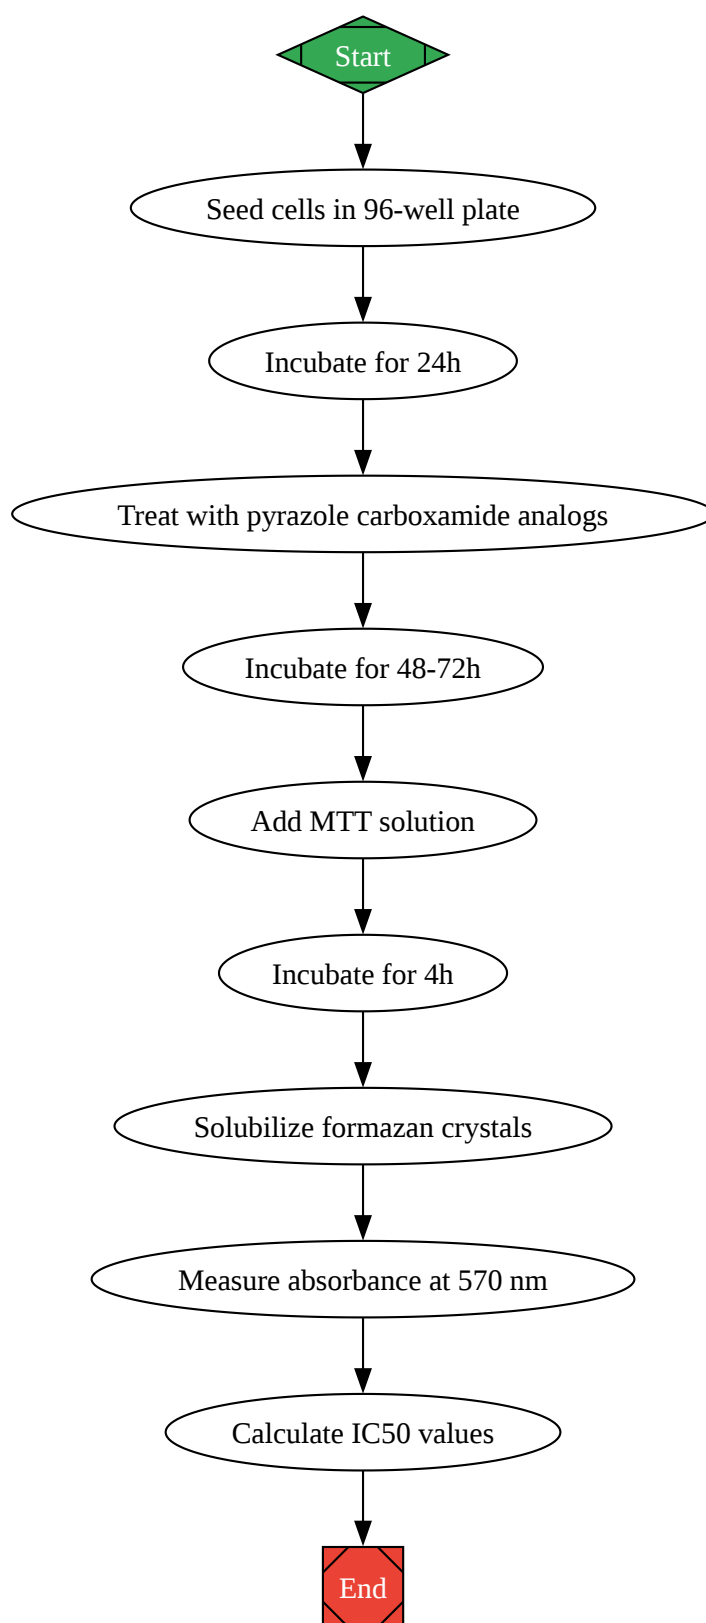 Start
Seed cells in 96-well plate
Incubate for 24h
Treat with pyrazole carboxamide analogs
Incubate for 48-72h
Add MTT solution
Incubate for 4h
Solubilize formazan crystals
Measure absorbance at 570 nm
Calculate IC50 values
End